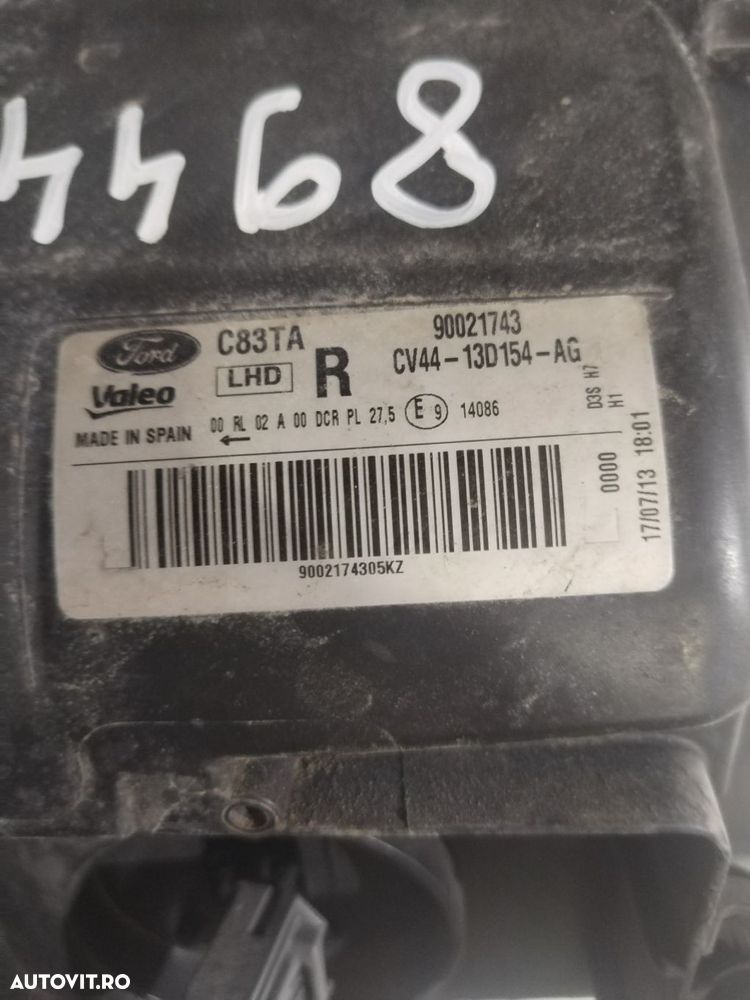 4468
Ford C83TA 90021743
Valeo LHD R CV44-13D154-AG
MADE IN SPAIN 00 RL 02 A 00 DCR PL 27,5 E 9 14086
D3S H7
H1
0000
17/07/13 18:01
9002174305KZ
AUTOVIT.RO